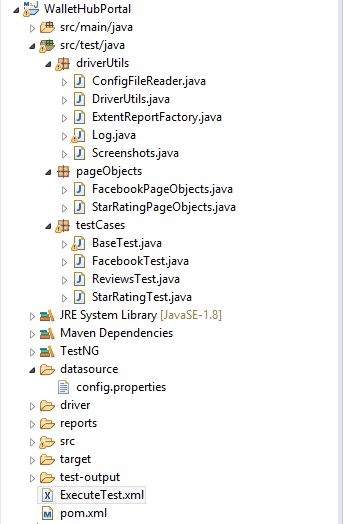 WalletHubPortal
src/main/java
src/test/java
driverUtils
ConfigFileReader.java
DriverUtils.java
ExtentReportFactory.java
Log.java
Screenshots.java
pageObjects
FacebookPageObjects.java
StarRatingPageObjects.java
testCases
BaseTest.java
FacebookTest.java
ReviewsTest.java
StarRatingTest.java
JRE System Library [JavaSE-1.8]
Maven Dependencies
TestNG
datasource
config.properties
driver
reports
src
target
test-output
ExecuteTest.xml
pom.xml